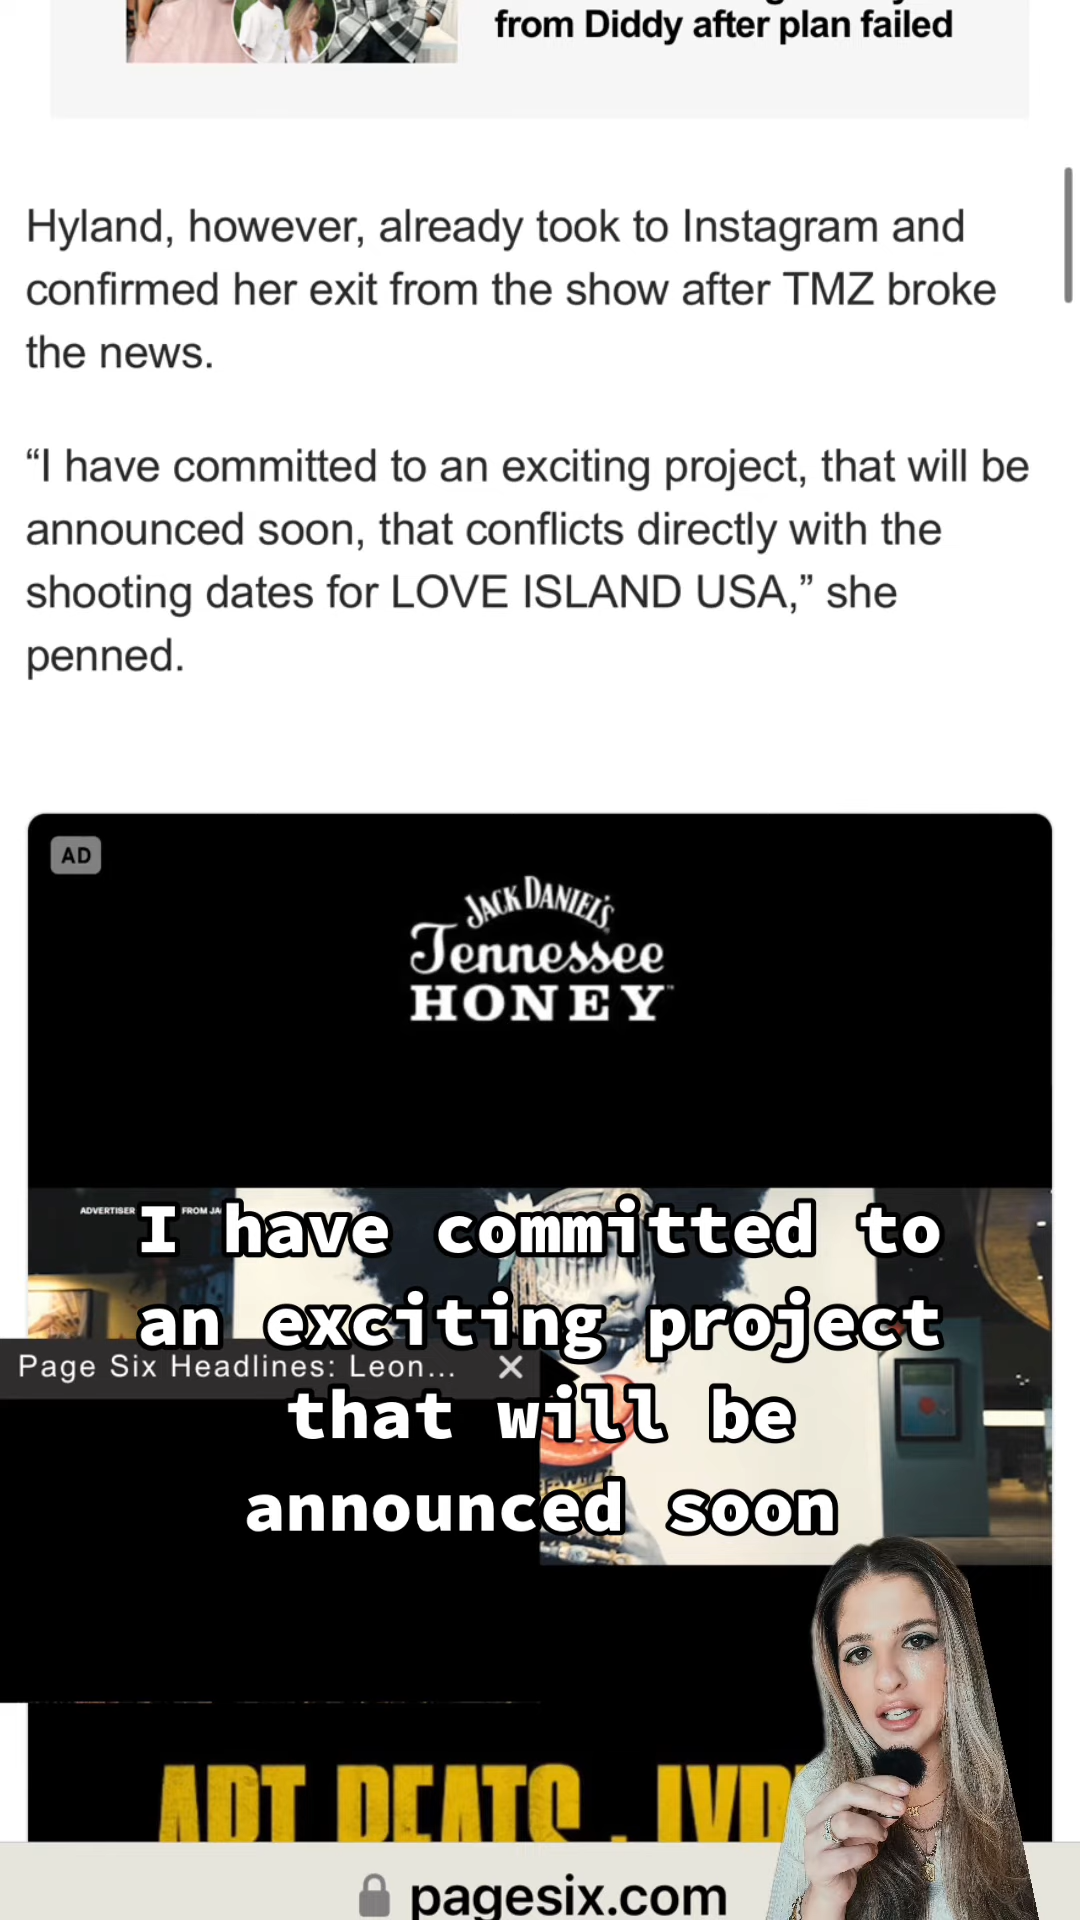 from Diddy after plan failed
Hyland, however, already took to Instagram and
confirmed her exit from the show after TMZ broke
the news.
“I have committed to an exciting project, that will be
announced soon, that conflicts directly with the
shooting dates for LOVE ISLAND USA,” she
penned.
AD
JACK DANIEL'S
Tennessee
HONEY
ADVERTISER
FROM
I have committed to
an exciting project
Page Six Headlines: Leon...
that will be
announced soon
pagesix.com